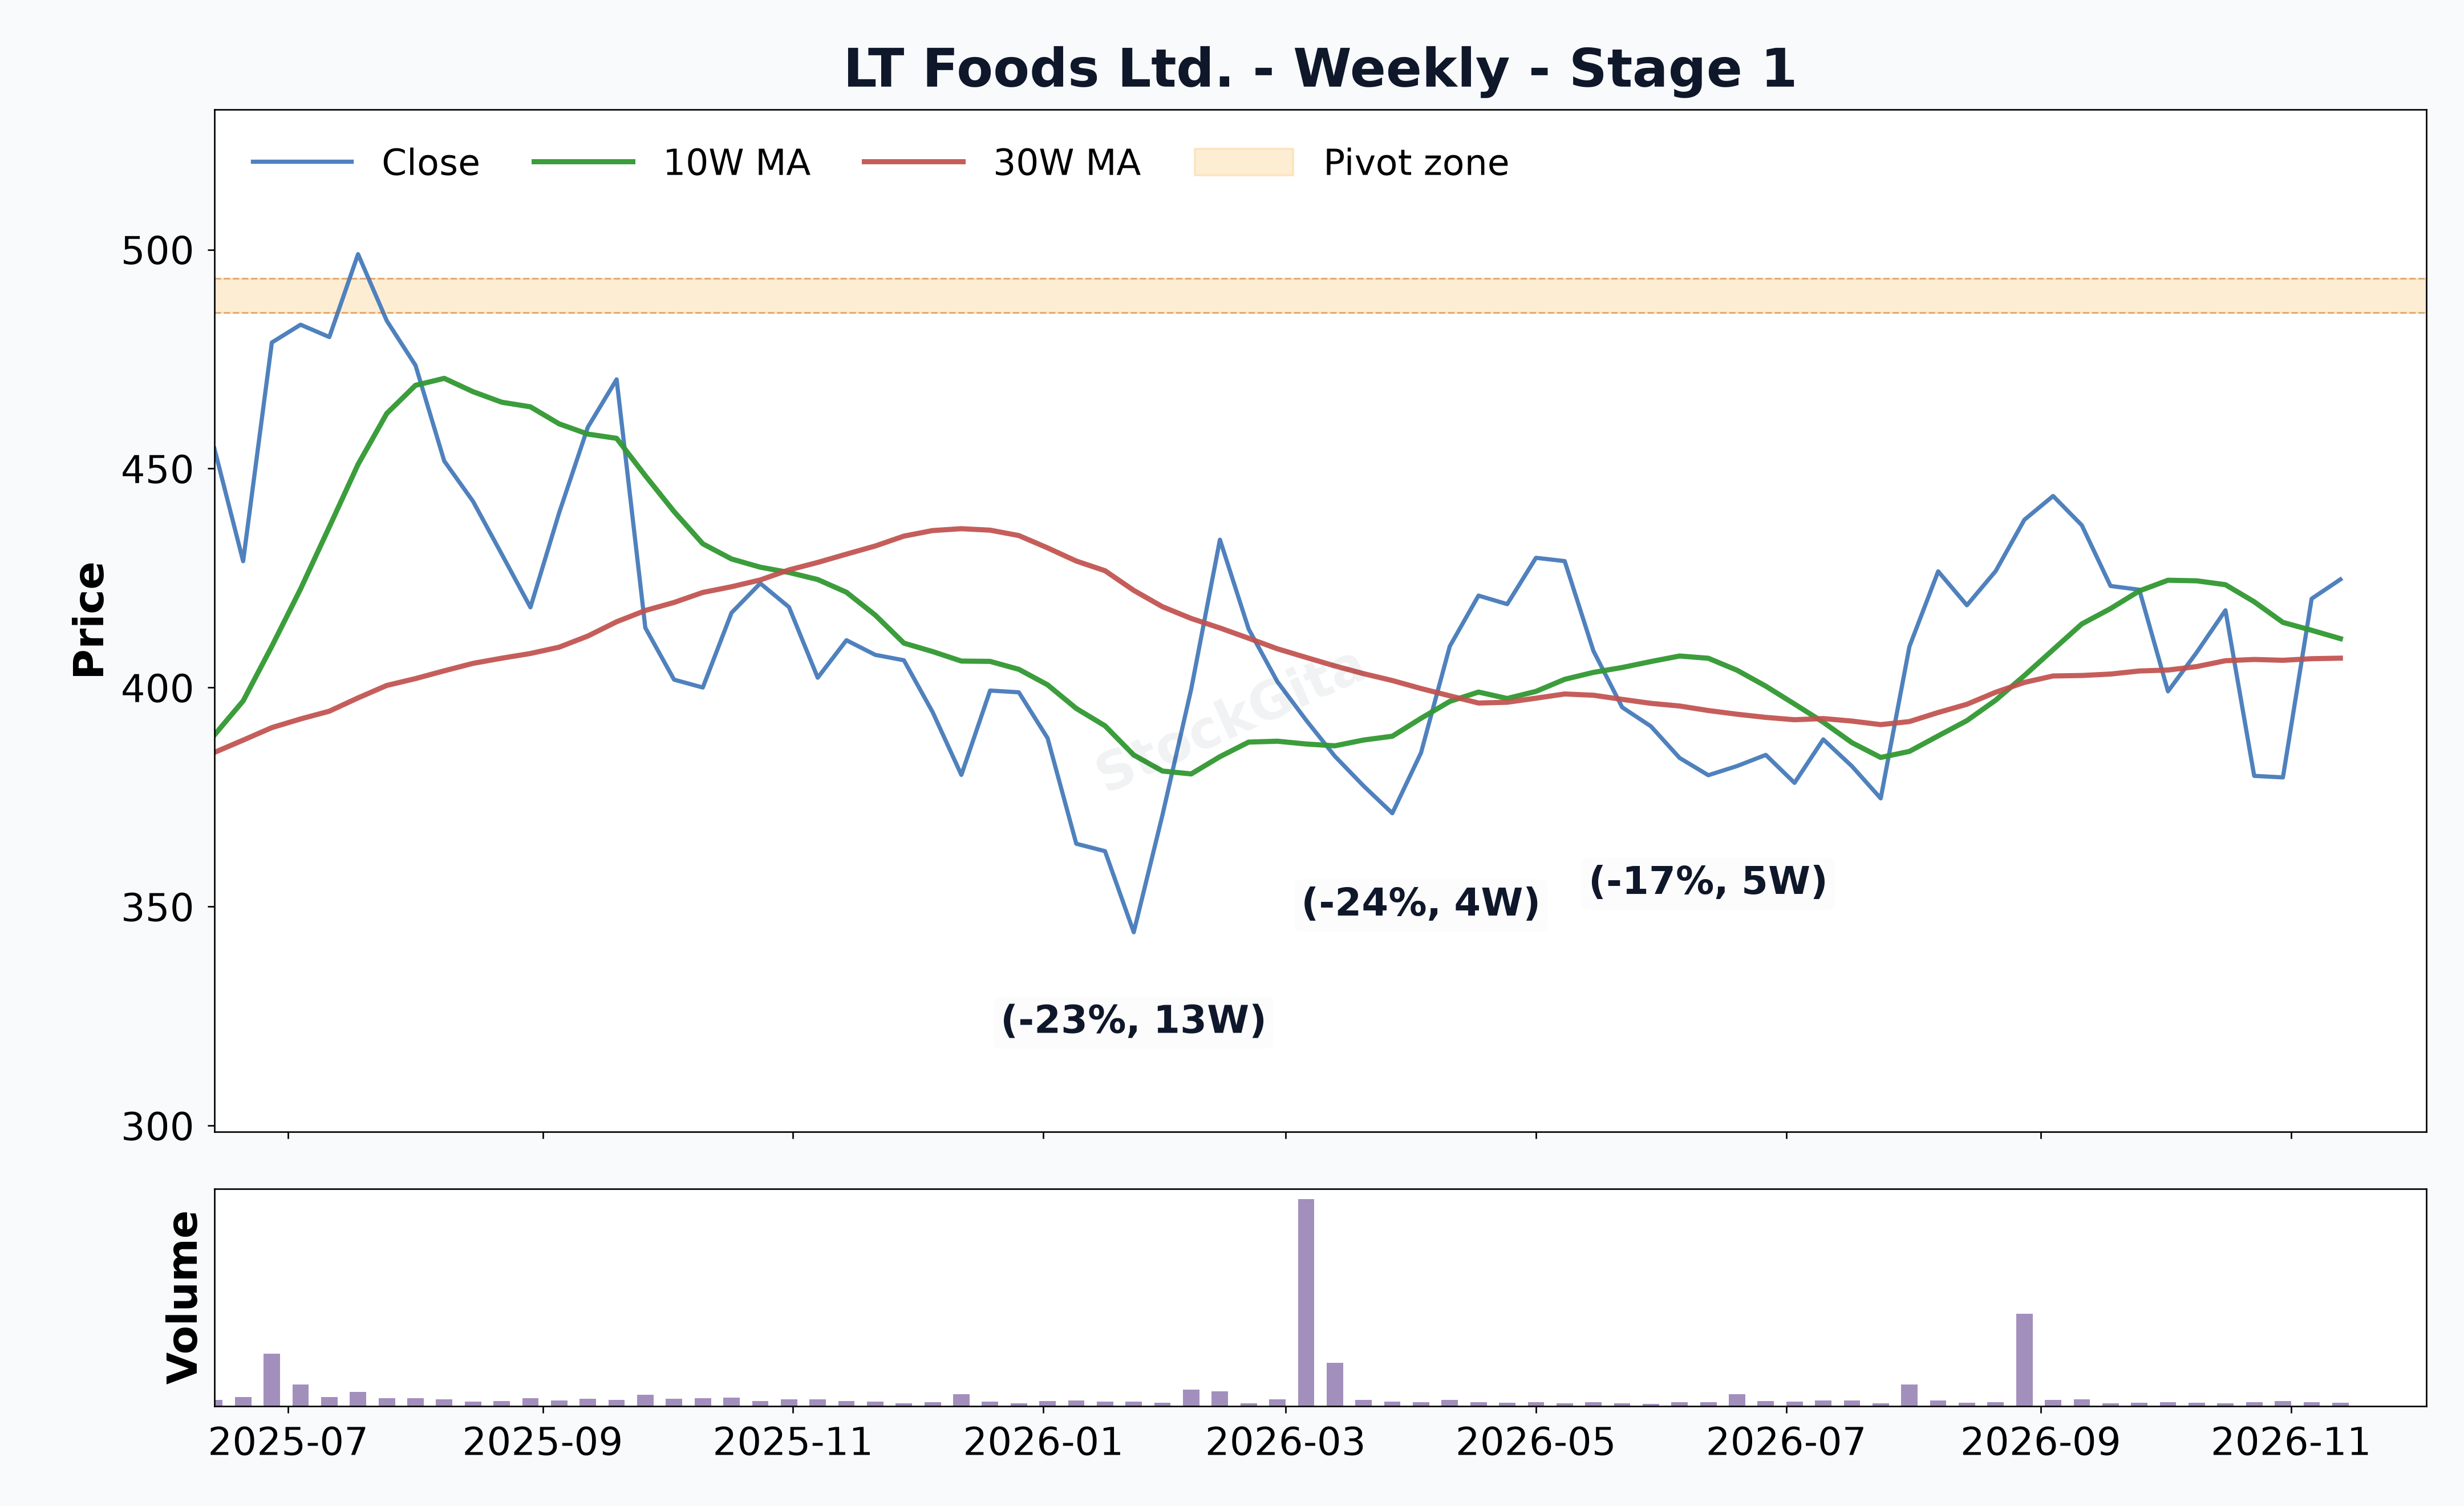 LT Foods Ltd. - Weekly - Stage 1
Close 10W MA 30W MA Pivot zone
500
450
400
350
300
Price
StockGita
(-24%, 4W)
(-17%, 5W)
(-23%, 13W)
Volume
2025-07 2025-09 2025-11 2026-01 2026-03 2026-05 2026-07 2026-09 2026-11